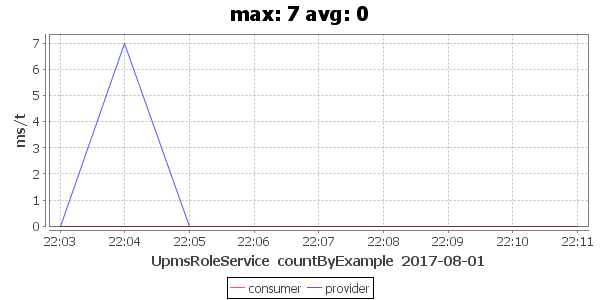 max: 7 avg: 0
ms/t
7
6
5
4
3
2
1
0
22:03 22:04 22:05 22:06 22:07 22:08 22:09 22:10 22:11
UpmsRoleService countByExample 2017-08-01
consumer provider